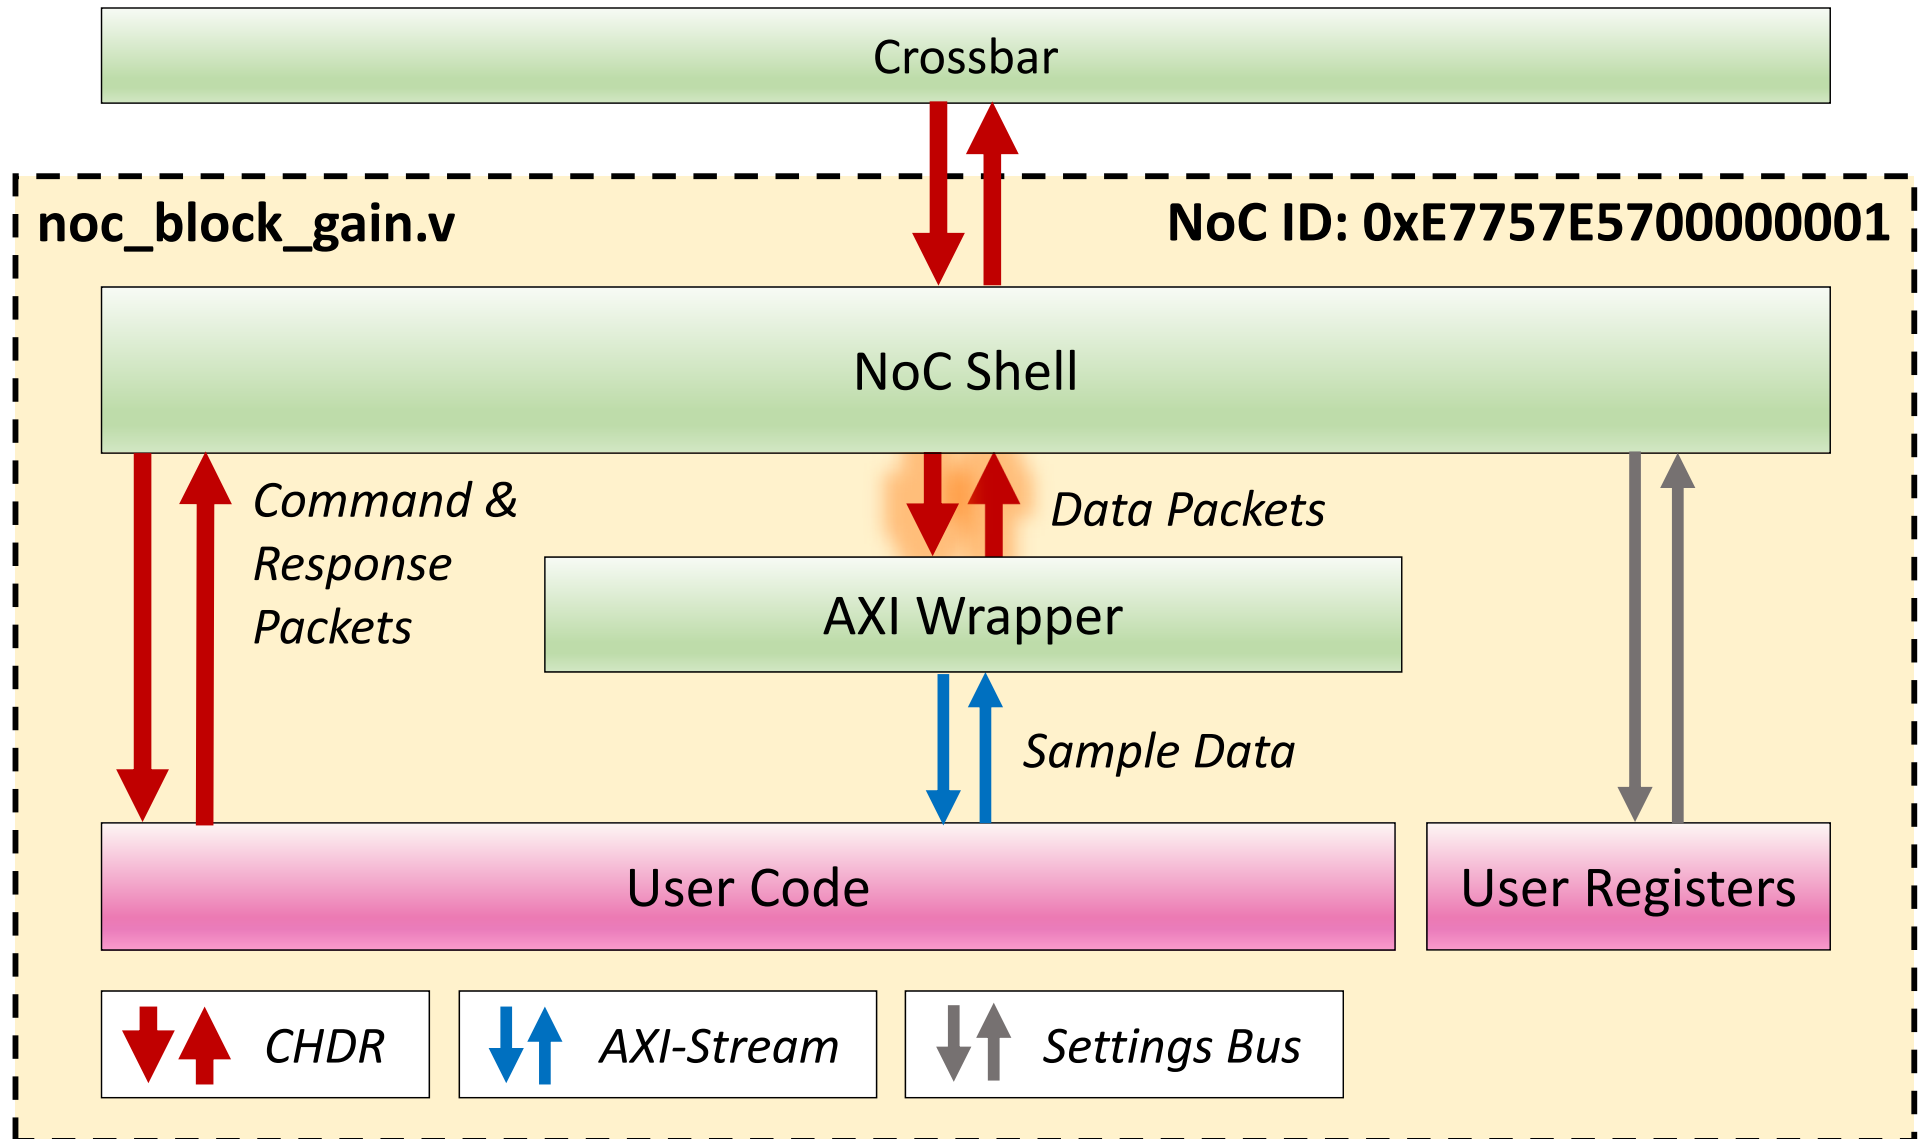 Crossbar
noc_block_gain.v
NoC ID: 0xE7757E5700000001
NoC Shell
Command &
Response
Packets
Data Packets
AXI Wrapper
Sample Data
User Code
User Registers
CHDR
AXI-Stream
Settings Bus